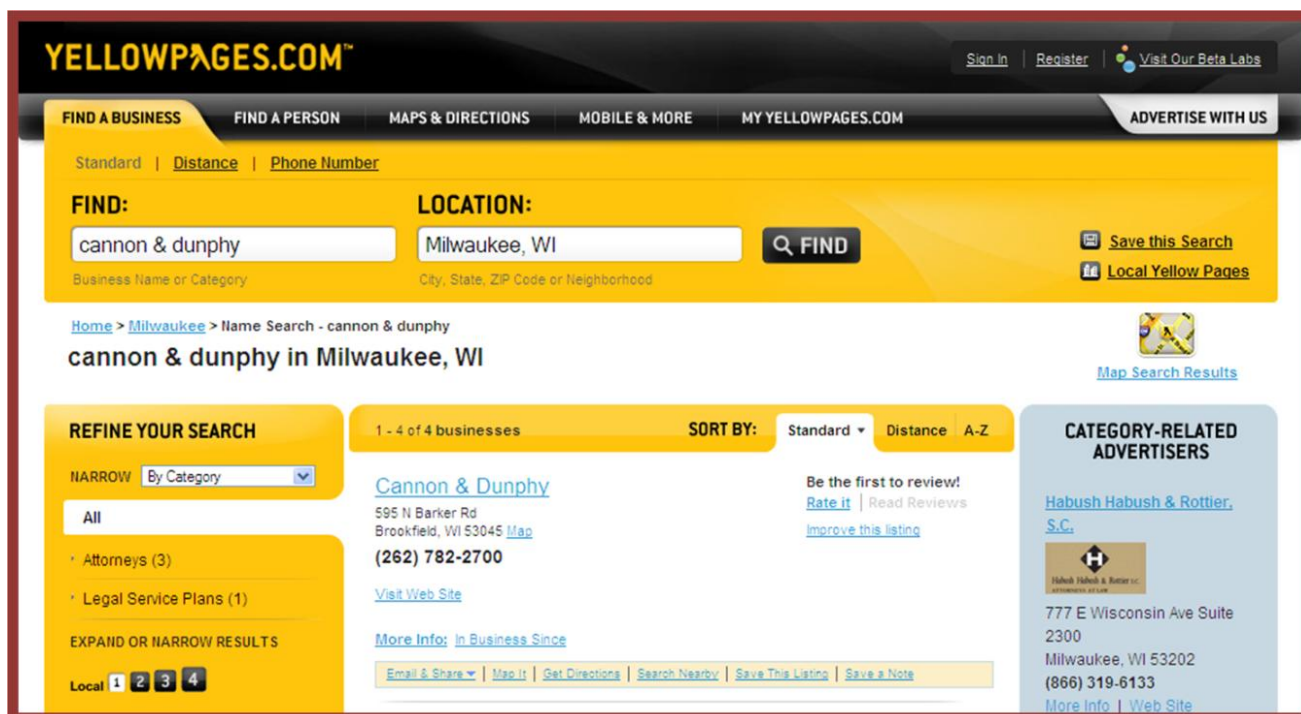 YELLOWPAGES.COM™
Sign In | Register | Visit Our Beta Labs
FIND A BUSINESS FIND A PERSON MAPS & DIRECTIONS MOBILE & MORE MY YELLOWPAGES.COM ADVERTISE WITH US
Standard | Distance | Phone Number
FIND: LOCATION:
cannon & dunphy Milwaukee, WI FIND
Business Name or Category City, State, ZIP Code or Neighborhood
Save this Search
Local Yellow Pages
Home > Milwaukee > Name Search - cannon & dunphy
cannon & dunphy in Milwaukee, WI
Map Search Results
REFINE YOUR SEARCH
NARROW By Category
All
· Attorneys (3)
· Legal Service Plans (1)
EXPAND OR NARROW RESULTS
Local 1 2 3 4
1 - 4 of 4 businesses SORT BY: Standard Distance A-Z
Cannon & Dunphy
595 N Barker Rd
Brookfield, WI 53045 Map
(262) 782-2700
Visit Web Site
More Info: In Business Since
Email & Share | Map It | Get Directions | Search Nearby | Save This Listing | Save a Note
Be the first to review!
Rate it | Read Reviews
Improve this listing
CATEGORY-RELATED
ADVERTISERS
Habush Habush & Rottier,
S.C.
Habush Habush & Rottier S.C.
ATTORNEYS AT LAW
777 E Wisconsin Ave Suite
2300
Milwaukee, WI 53202
(866) 319-6133
More Info | Web Site